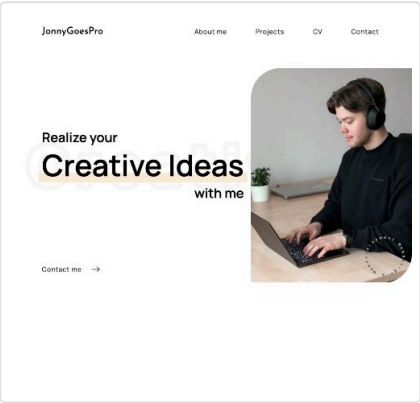 JonnyGoesPro
About me
Projects
CV
Contact
Realize your
Creative Ideas
with me
Contact me →